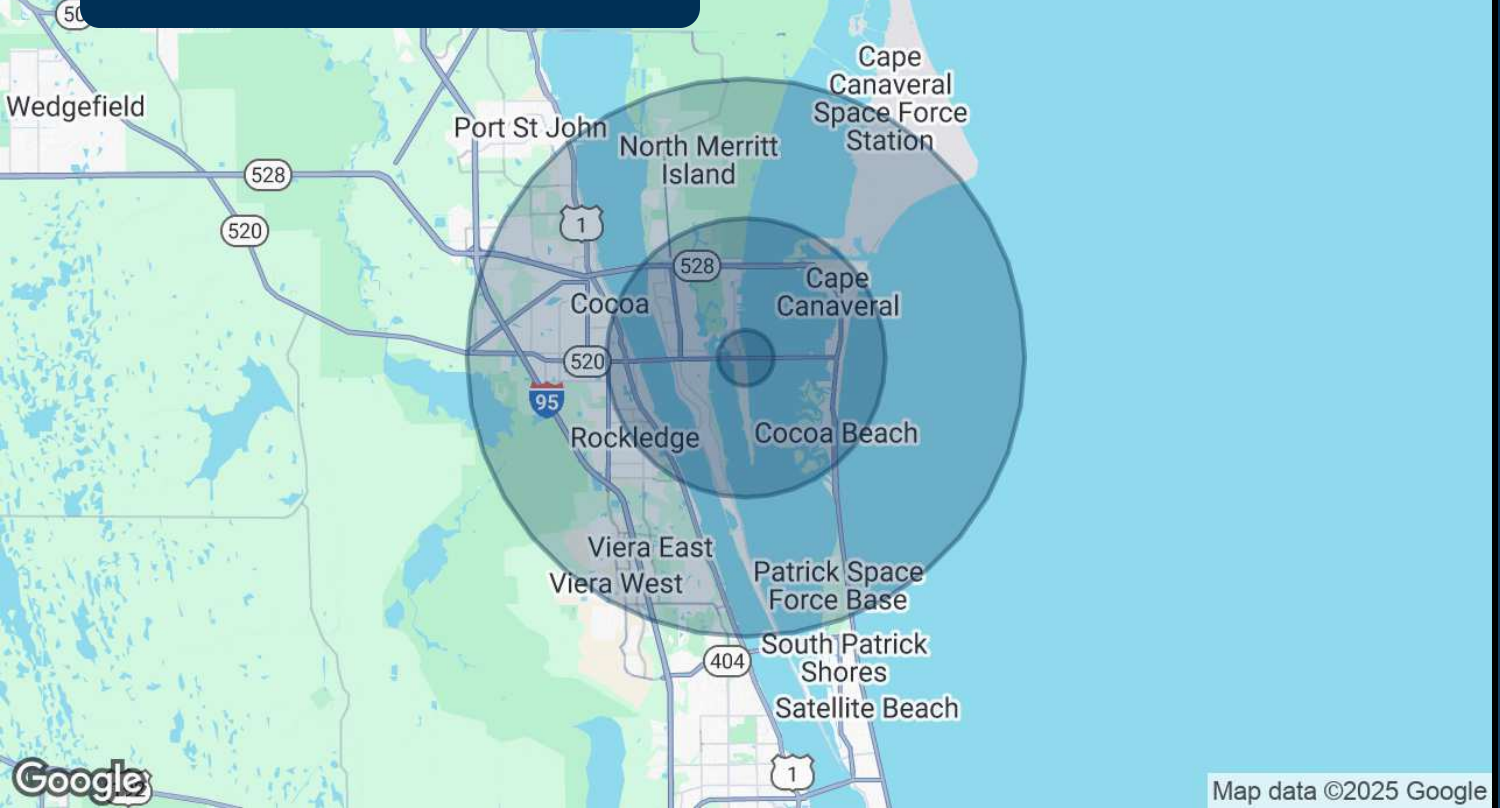 50
Cape
Canaveral
Space Force
Station
Wedgefield
Port St John
North Merritt
Island
528
520
1
528
Cape
Canaveral
Cocoa
520
95
Rockledge
Cocoa Beach
Viera East
Viera West
Patrick Space
Force Base
South Patrick
Shores
404
Satellite Beach
1
Google
Map data ©2025 Google